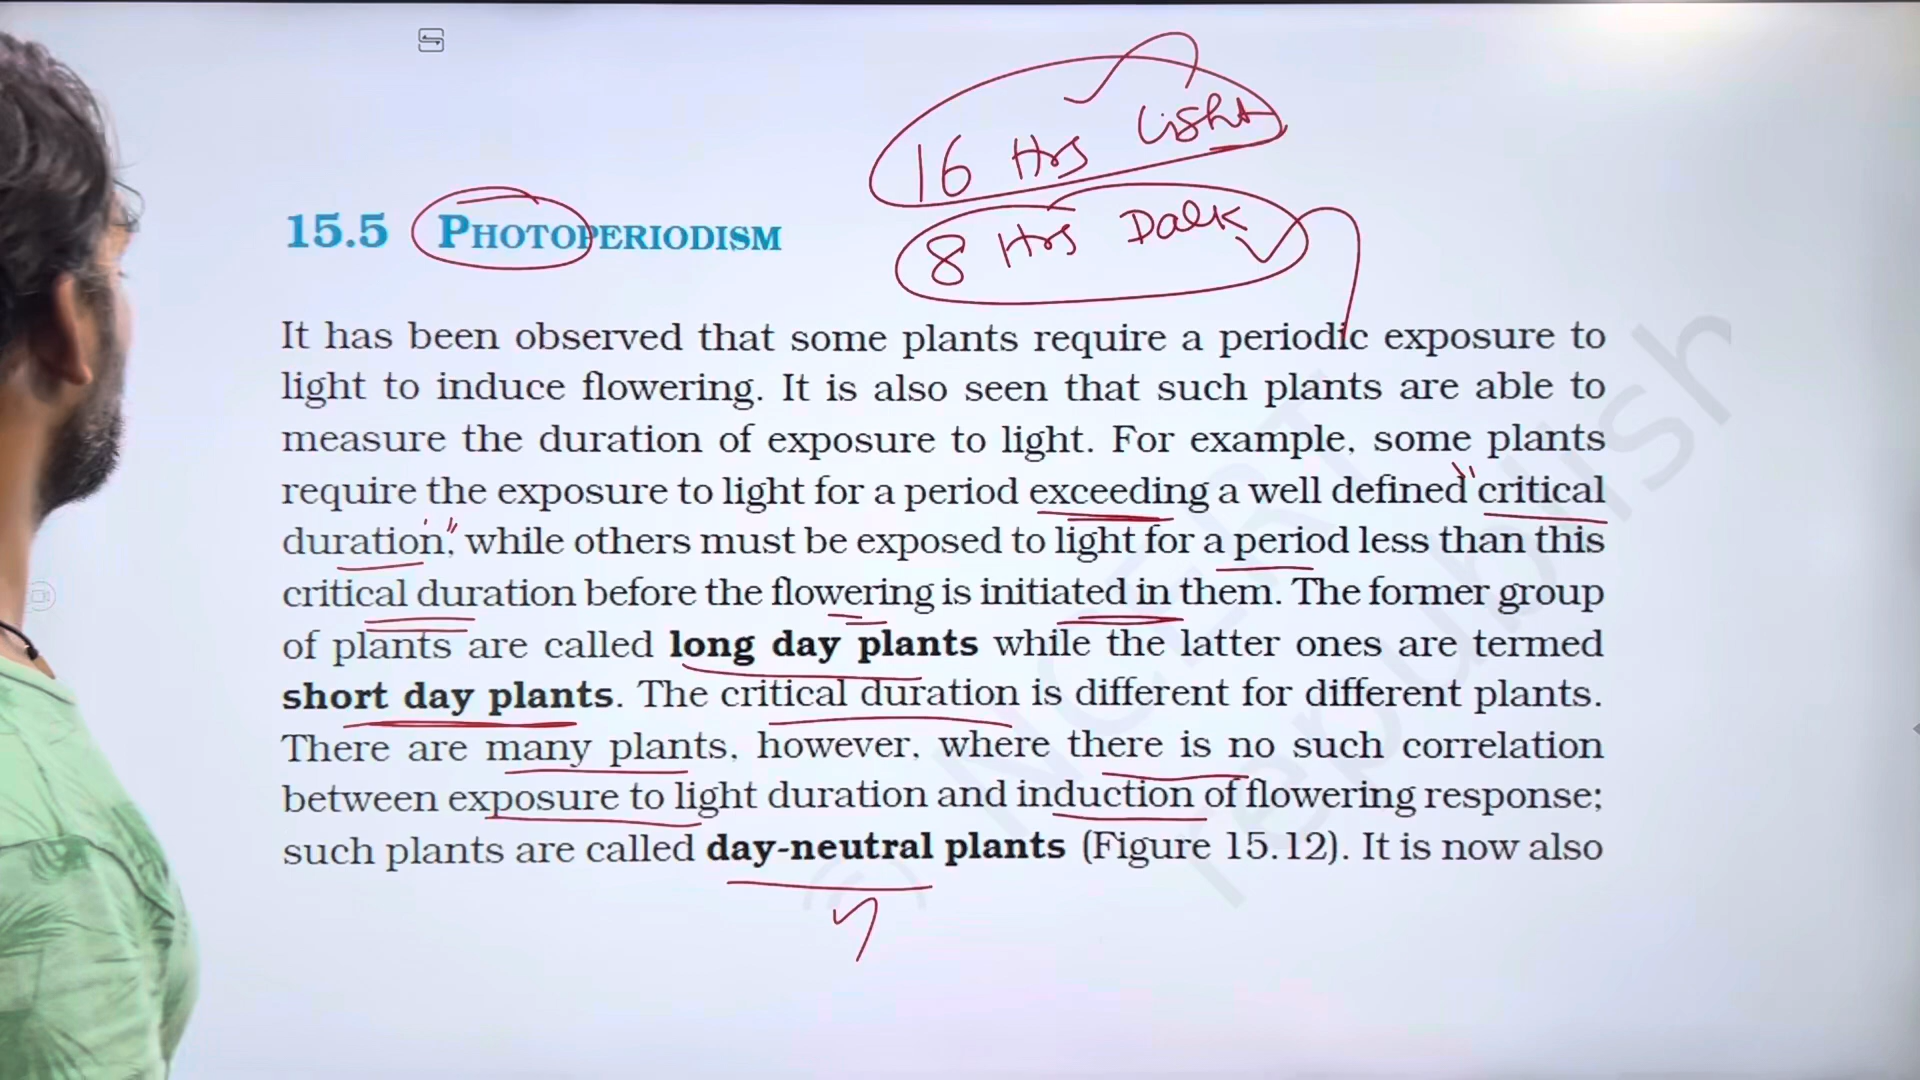 16 Hrs Light
8 Hrs Dark
15.5 PHOTOPERIODISM
It has been observed that some plants require a periodic exposure to
light to induce flowering. It is also seen that such plants are able to
measure the duration of exposure to light. For example, some plants
require the exposure to light for a period exceeding a well defined "critical
duration", while others must be exposed to light for a period less than this
critical duration before the flowering is initiated in them. The former group
of plants are called long day plants while the latter ones are termed
short day plants. The critical duration is different for different plants.
There are many plants, however, where there is no such correlation
between exposure to light duration and induction of flowering response;
such plants are called day-neutral plants (Figure 15.12). It is now also
© NCERT
republish